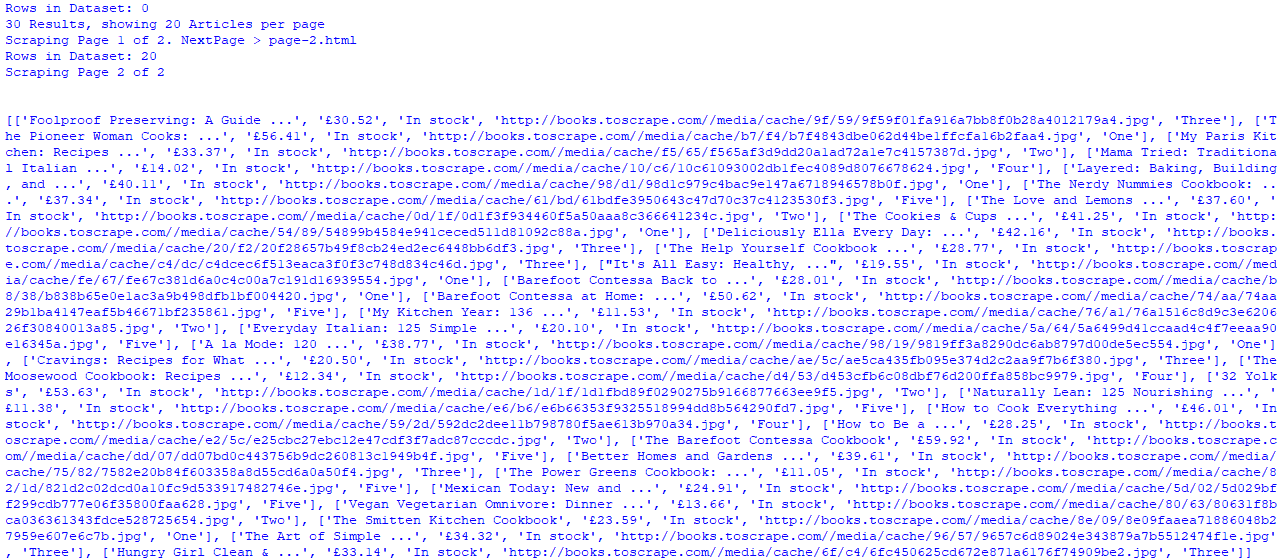 Rows in Dataset: 0
30 Results, showing 20 Articles per page
Scraping Page 1 of 2. NextPage > page-2.html
Rows in Dataset: 20
Scraping Page 2 of 2
[['Foolproof Preserving: A Guide ...', '£30.52', 'In stock', 'http://books.toscrape.com//media/cache/9f/59/9f59f01fa916a7bb8f0b28a4012179a4.jpg', 'Three'], ['T
he Pioneer Woman Cooks: ...', '£56.41', 'In stock', 'http://books.toscrape.com//media/cache/b7/f4/b7f4843dbe062d44be1ffcfa16b2faa4.jpg', 'One'], ['My Paris Kit
chen: Recipes ...', '£33.37', 'In stock', 'http://books.toscrape.com//media/cache/f5/65/f565af3d9dd20a1ad72a1e7c4157387d.jpg', 'Two'], ['Mama Tried: Traditiona
l Italian ...', '£14.02', 'In stock', 'http://books.toscrape.com//media/cache/10/c6/10c61093002db1fec4089d8076678624.jpg', 'Four'], ['Layered: Baking, Building
, and ...', '£40.11', 'In stock', 'http://books.toscrape.com//media/cache/98/d1/98d1c979c4bac9e147a6718946578b0f.jpg', 'One'], ['The Nerdy Nummies Cookbook: ..
.', '£37.34', 'In stock', 'http://books.toscrape.com//media/cache/61/bd/61bdfe3950643c47d70c37c4123530f3.jpg', 'Five'], ['The Love and Lemons ...', '£37.60', '
In stock', 'http://books.toscrape.com//media/cache/0d/1f/0d1f3f934460f5a50aaa8c366641234c.jpg', 'Two'], ['The Cookies & Cups ...', '£41.25', 'In stock', 'http:
//books.toscrape.com//media/cache/54/89/54899b4584e941ceced511d81092c88a.jpg', 'One'], ['Deliciously Ella Every Day: ...', '£42.16', 'In stock', 'http://books.
toscrape.com//media/cache/20/f2/20f28657b49f8cb24ed2ec6448bb6df3.jpg', 'Three'], ['The Help Yourself Cookbook ...', '£28.77', 'In stock', 'http://books.toscrap
e.com//media/cache/c4/dc/c4dcec6f513eaca3f0f3c748d834c46d.jpg', 'Three'], ["It's All Easy: Healthy, ...", '£19.55', 'In stock', 'http://books.toscrape.com//med
ia/cache/fe/67/fe67c381d6a0c4c00a7c191d16939554.jpg', 'One'], ['Barefoot Contessa Back to ...', '£28.01', 'In stock', 'http://books.toscrape.com//media/cache/b
8/38/b838b65e0e1ac3a9b498dfb1bf004420.jpg', 'One'], ['Barefoot Contessa at Home: ...', '£50.62', 'In stock', 'http://books.toscrape.com//media/cache/74/aa/74aa
29b1ba4147eaf5b46671bf235861.jpg', 'Five'], ['My Kitchen Year: 136 ...', '£11.53', 'In stock', 'http://books.toscrape.com//media/cache/76/a1/76a1516c8d9c3e6206
26f30840013a85.jpg', 'Two'], ['Everyday Italian: 125 Simple ...', '£20.10', 'In stock', 'http://books.toscrape.com//media/cache/5a/64/5a6499d41ccaad4c4f7eeaa90
e16345a.jpg', 'Five'], ['A la Mode: 120 ...', '£38.77', 'In stock', 'http://books.toscrape.com//media/cache/98/19/9819ff3a8290dc6ab8797d00de5ec554.jpg', 'One']
, ['Cravings: Recipes for What ...', '£20.50', 'In stock', 'http://books.toscrape.com//media/cache/ae/5c/ae5ca435fb095e374d2c2aa9f7b6f380.jpg', 'Three'], ['The
Moosewood Cookbook: Recipes ...', '£12.34', 'In stock', 'http://books.toscrape.com//media/cache/d4/53/d453cfb6c08dbf76d200ffa858bc9979.jpg', 'Four'], ['32 Yolk
s', '£53.63', 'In stock', 'http://books.toscrape.com//media/cache/1d/1f/1d1fbd89f0290275b9166877663ee9f5.jpg', 'Two'], ['Naturally Lean: 125 Nourishing ...', '
£11.38', 'In stock', 'http://books.toscrape.com//media/cache/e6/b6/e6b66353f9325518994dd8b564290fd7.jpg', 'Five'], ['How to Cook Everything ...', '£46.01', 'In
stock', 'http://books.toscrape.com//media/cache/59/2d/592dc2dee11b798780f5ae613b970a34.jpg', 'Four'], ['How to Be a ...', '£28.25', 'In stock', 'http://books.t
oscrape.com//media/cache/e2/5c/e25cbc27ebc12e47cdf3f7adc87cccdc.jpg', 'Two'], ['The Barefoot Contessa Cookbook', '£59.92', 'In stock', 'http://books.toscrape.c
om//media/cache/dd/07/dd07bd0c443756b9dc260813c1949b4f.jpg', 'Five'], ['Better Homes and Gardens ...', '£39.61', 'In stock', 'http://books.toscrape.com//media/
cache/75/82/7582e20b84f603358a8d55cd6a0a50f4.jpg', 'Three'], ['The Power Greens Cookbook: ...', '£11.05', 'In stock', 'http://books.toscrape.com//media/cache/8
2/1d/821d2c02dcd0a10fc9d533917482746e.jpg', 'Five'], ['Mexican Today: New and ...', '£24.91', 'In stock', 'http://books.toscrape.com//media/cache/5d/02/5d029bf
f299cdb777e06f35800fa4977.jpg', 'Five'], ['Vegan Vegetarian Omnivore: Dinner ...', '£13.66', 'In stock', 'http://books.toscrape.com//media/cache/80/63/80631f8b
ca036361343fdce528725654.jpg', 'Two'], ['The Smitten Kitchen Cookbook', '£23.59', 'In stock', 'http://books.toscrape.com//media/cache/8e/09/8e09faaea71886048b2
7959e607e6c7b.jpg', 'One'], ['The Art of Simple ...', '£34.32', 'In stock', 'http://books.toscrape.com//media/cache/96/57/9657c6d89024e343879a7b5512474f1e.jpg'
, 'Three'], ['Hungry Girl Clean & ...', '£33.14', 'In stock', 'http://books.toscrape.com//media/cache/6f/c4/6fc450625cd672e871a6176f74909be2.jpg', 'Three']]